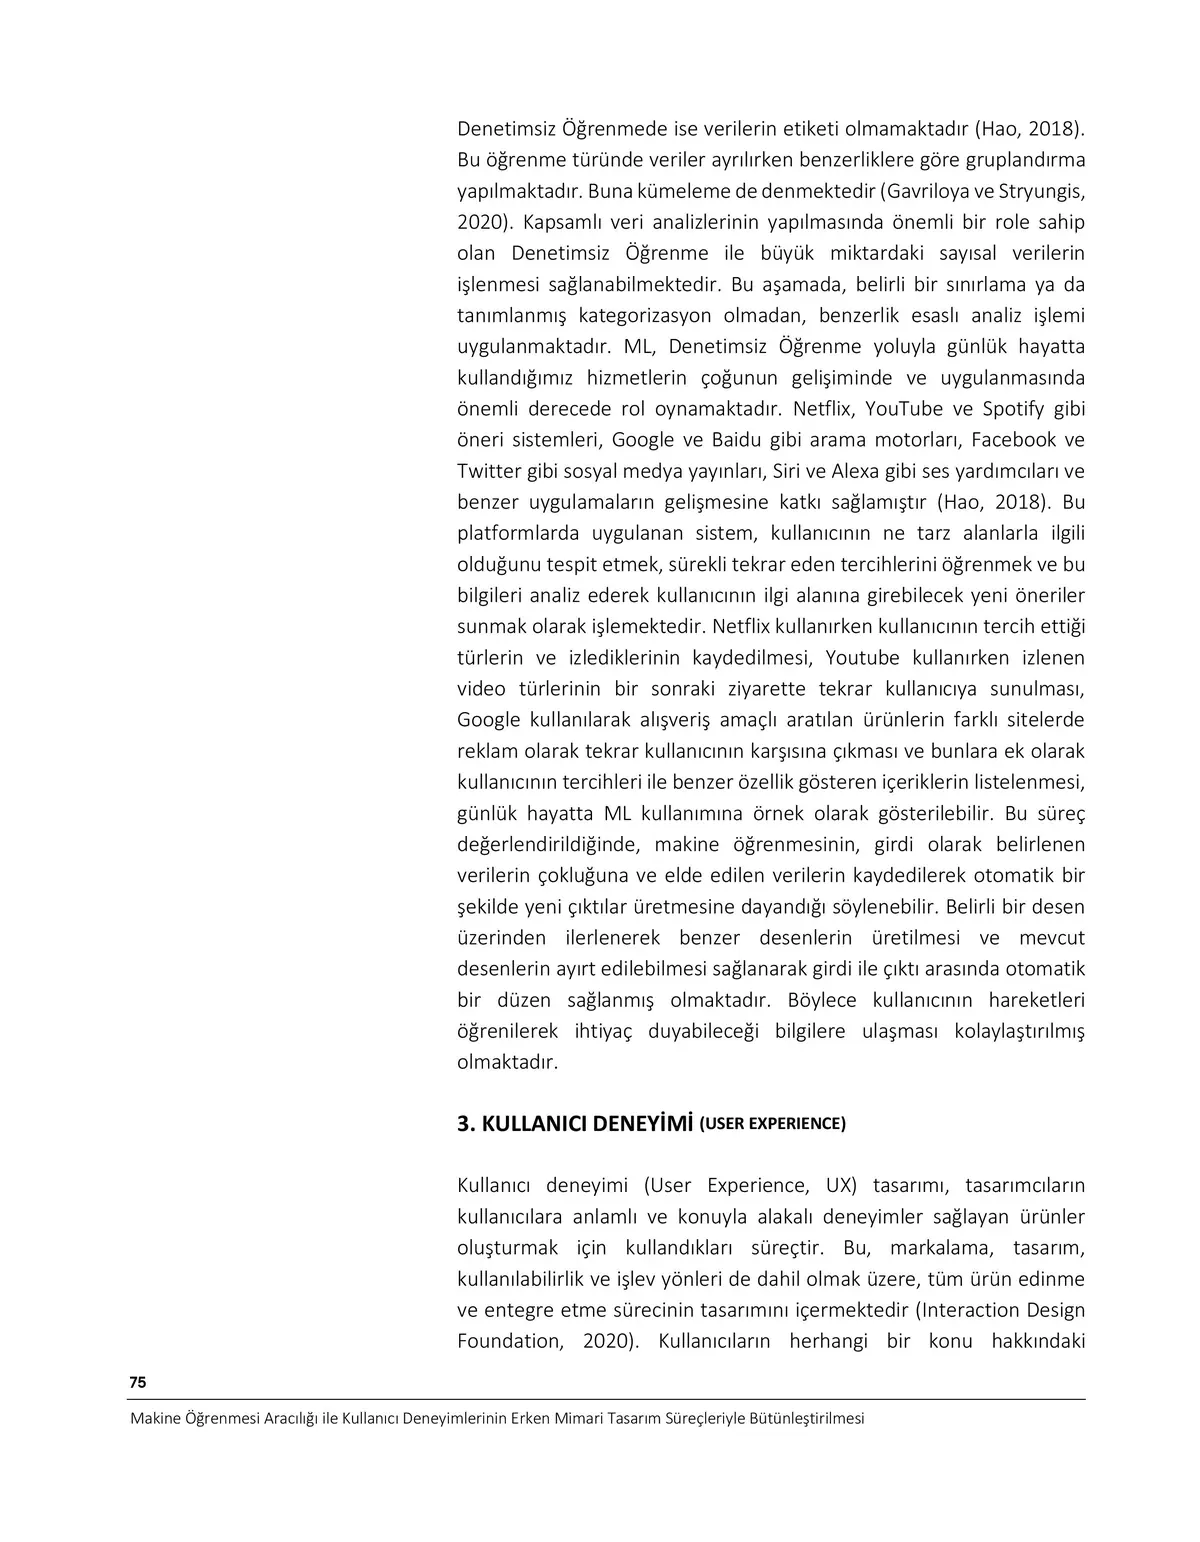 Denetimsiz Öğrenmede ise verilerin etiketi olmamaktadır (Hao, 2018).
Bu öğrenme türünde veriler ayrılırken benzerliklere göre gruplandırma
yapılmaktadır. Buna kümeleme de denmektedir (Gavriloya ve Stryungis,
2020). Kapsamlı veri analizlerinin yapılmasında önemli bir role sahip
olan Denetimsiz Öğrenme ile büyük miktardaki sayısal verilerin
işlenmesi sağlanabilmektedir. Bu aşamada, belirli bir sınırlama ya da
tanımlanmış kategorizasyon olmadan, benzerlik esaslı analiz işlemi
uygulanmaktadır. ML, Denetimsiz Öğrenme yoluyla günlük hayatta
kullandığımız hizmetlerin çoğunun gelişiminde ve uygulanmasında
önemli derecede rol oynamaktadır. Netflix, YouTube ve Spotify gibi
öneri sistemleri, Google ve Baidu gibi arama motorları, Facebook ve
Twitter gibi sosyal medya yayınları, Siri ve Alexa gibi ses yardımcıları ve
benzer uygulamaların gelişmesine katkı sağlamıştır (Hao, 2018). Bu
platformlarda uygulanan sistem, kullanıcının ne tarz alanlarla ilgili
olduğunu tespit etmek, sürekli tekrar eden tercihlerini öğrenmek ve bu
bilgileri analiz ederek kullanıcının ilgi alanına girebilecek yeni öneriler
sunmak olarak işlemektedir. Netflix kullanırken kullanıcının tercih ettiği
türlerin ve izlediklerinin kaydedilmesi, Youtube kullanırken izlenen
video türlerinin bir sonraki ziyarette tekrar kullanıcıya sunulması,
Google kullanılarak alışveriş amaçlı aratılan ürünlerin farklı sitelerde
reklam olarak tekrar kullanıcının karşısına çıkması ve bunlara ek olarak
kullanıcının tercihleri ile benzer özellik gösteren içeriklerin listelenmesi,
günlük hayatta ML kullanımına örnek olarak gösterilebilir. Bu süreç
değerlendirildiğinde, makine öğrenmesinin, girdi olarak belirlenen
verilerin çokluğuna ve elde edilen verilerin kaydedilerek otomatik bir
şekilde yeni çıktılar üretmesine dayandığı söylenebilir. Belirli bir desen
üzerinden ilerlenerek benzer desenlerin üretilmesi ve mevcut
desenlerin ayırt edilebilmesi sağlanarak girdi ile çıktı arasında otomatik
bir düzen sağlanmış olmaktadır. Böylece kullanıcının hareketleri
öğrenilerek ihtiyaç duyabileceği bilgilere ulaşması kolaylaştırılmış
olmaktadır.
3. KULLANICI DENEYİMİ (USER EXPERIENCE)
Kullanıcı deneyimi (User Experience, UX) tasarımı, tasarımcıların
kullanıcılara anlamlı ve konuyla alakalı deneyimler sağlayan ürünler
oluşturmak için kullandıkları süreçtir. Bu, markalama, tasarım,
kullanılabilirlik ve işlev yönleri de dahil olmak üzere, tüm ürün edinme
ve entegre etme sürecinin tasarımını içermektedir (Interaction Design
Foundation, 2020). Kullanıcıların herhangi bir konu hakkındaki
75
Makine Öğrenmesi Aracılığı ile Kullanıcı Deneyimlerinin Erken Mimari Tasarım Süreçleriyle Bütünleştirilmesi